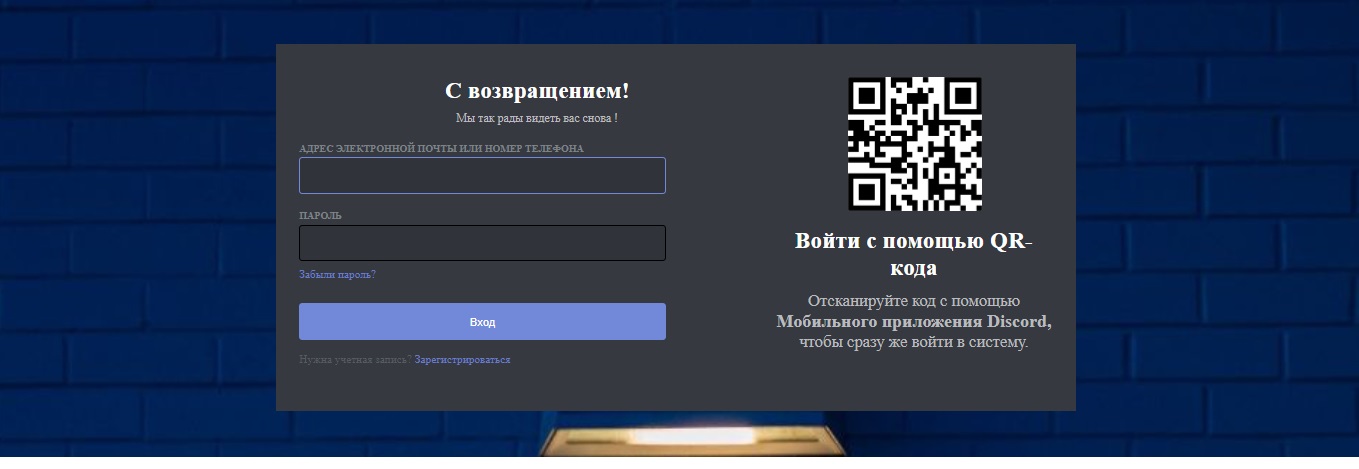 С возвращением!
Мы так рады видеть вас снова !
АДРЕС ЭЛЕКТРОННОЙ ПОЧТЫ ИЛИ НОМЕР ТЕЛЕФОНА
ПАРОЛЬ
Забыли пароль?
Вход
Нужна учетная запись? Зарегистрироваться
Войти с помощью QR-
кода
Отсканируйте код с помощью
Мобильного приложения Discord,
чтобы сразу же войти в систему.